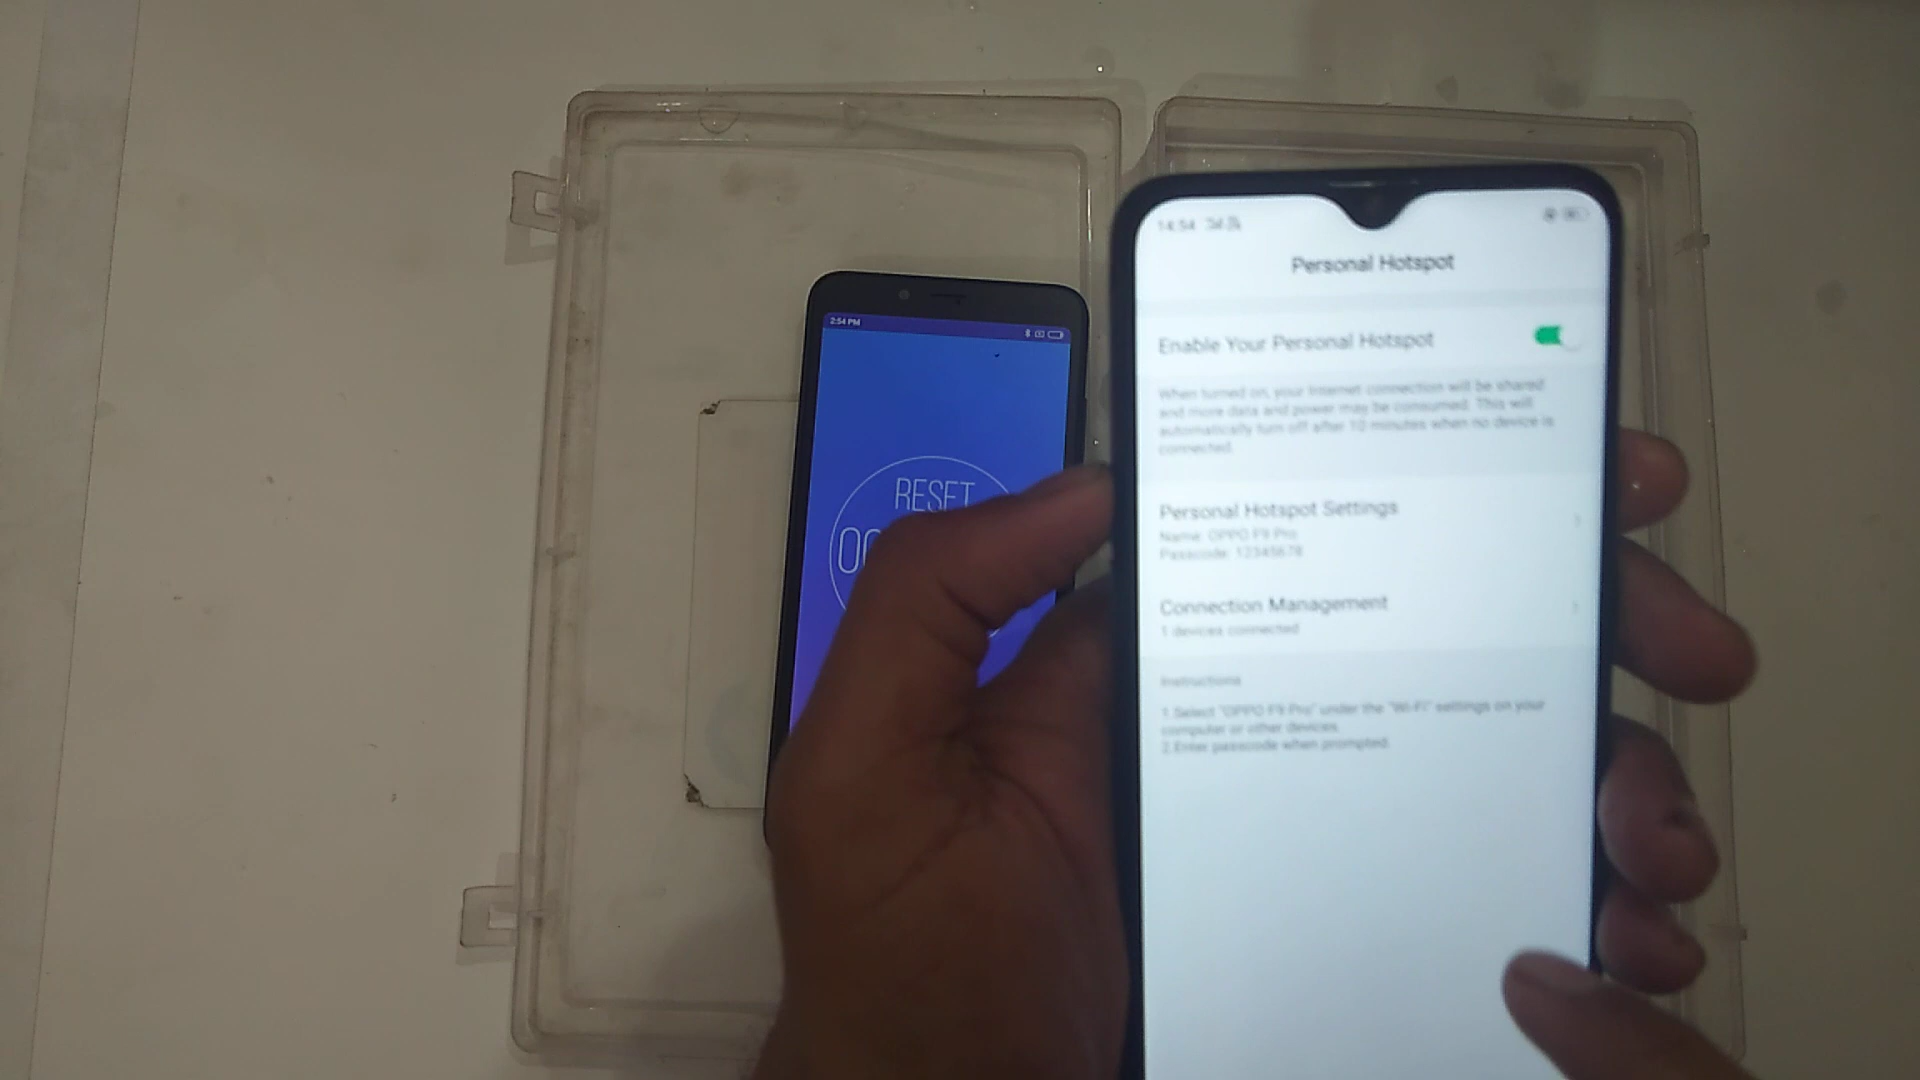 2:54 PM
RESET
00
14:54
Personal Hotspot
Enable Your Personal Hotspot
When turned on, your Internet connection will be shared
and more data and power may be consumed. This will
automatically turn off after 10 minutes when no device is
connected.
Personal Hotspot Settings
Name: OPPO F9 Pro
Passcode: 12345678
Connection Management
1 devices connected
Instructions
1.Select "OPPO F9 Pro" under the "Wi-Fi" settings on your
computer or other devices.
2.Enter passcode when prompted.